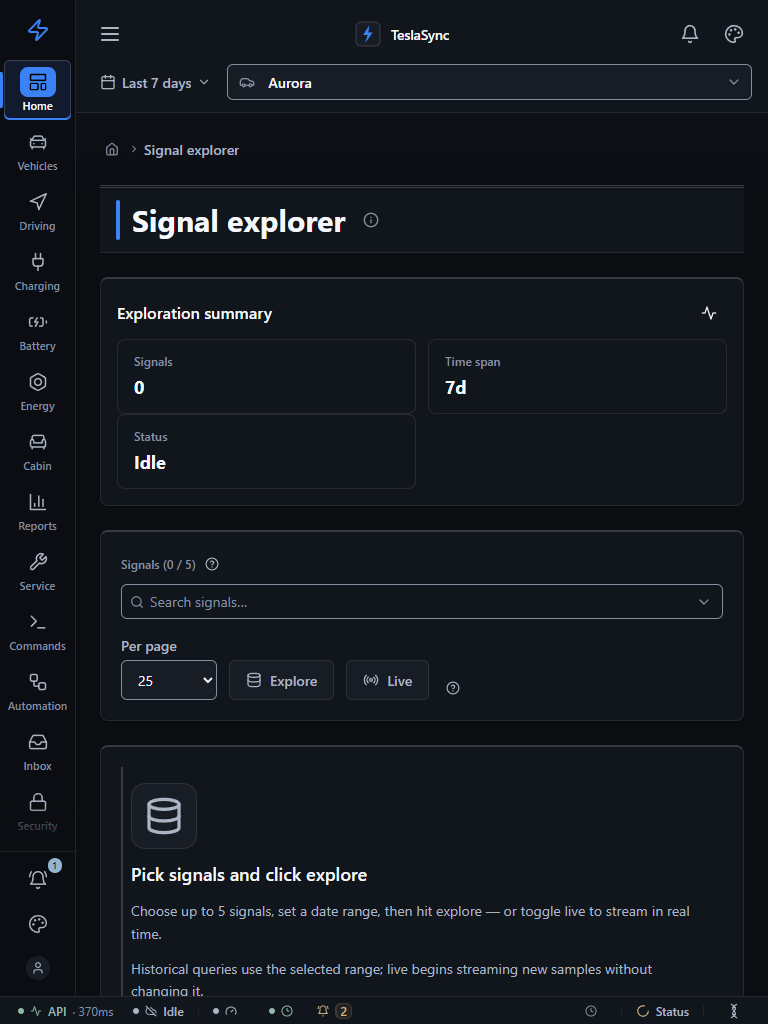 TeslaSync
Last 7 days
Aurora
Home
Vehicles
Driving
Charging
Battery
Energy
Cabin
Reports
Service
Commands
Automation
Inbox
Security
1
Signal explorer
Signal explorer
Exploration summary
Signals
0
Time span
7d
Status
Idle
Signals (0 / 5)
Search signals...
Per page
25
Explore
Live
Pick signals and click explore
Choose up to 5 signals, set a date range, then hit explore — or toggle live to stream in real
time.
Historical queries use the selected range; live begins streaming new samples without
changing it.
API · 370ms
Idle
2
Status